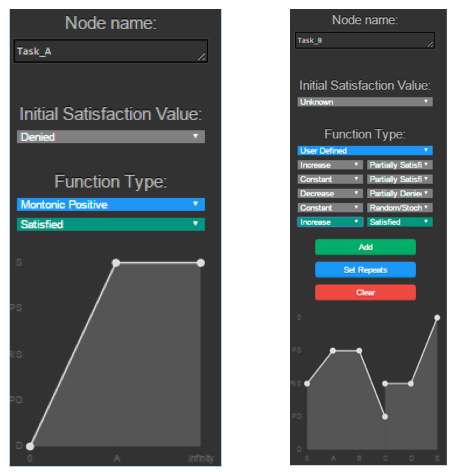 Node name:
Task_A
Initial Satisfaction Value:
Denied
Function Type:
Montonic Positive
Satisfied
S
PS
R/S
PD
D
0 A Infinity
Node name:
Task_B
Initial Satisfaction Value:
Unknown
Function Type:
User Defined
Increase Partially Satisfi
Constant Partially Satisfi
Decrease Partially Denie
Constant Random/Stoch
Increase Satisfied
Add
Set Repeats
Clear
S
PS
R/S
PD
D
0 A B C D E